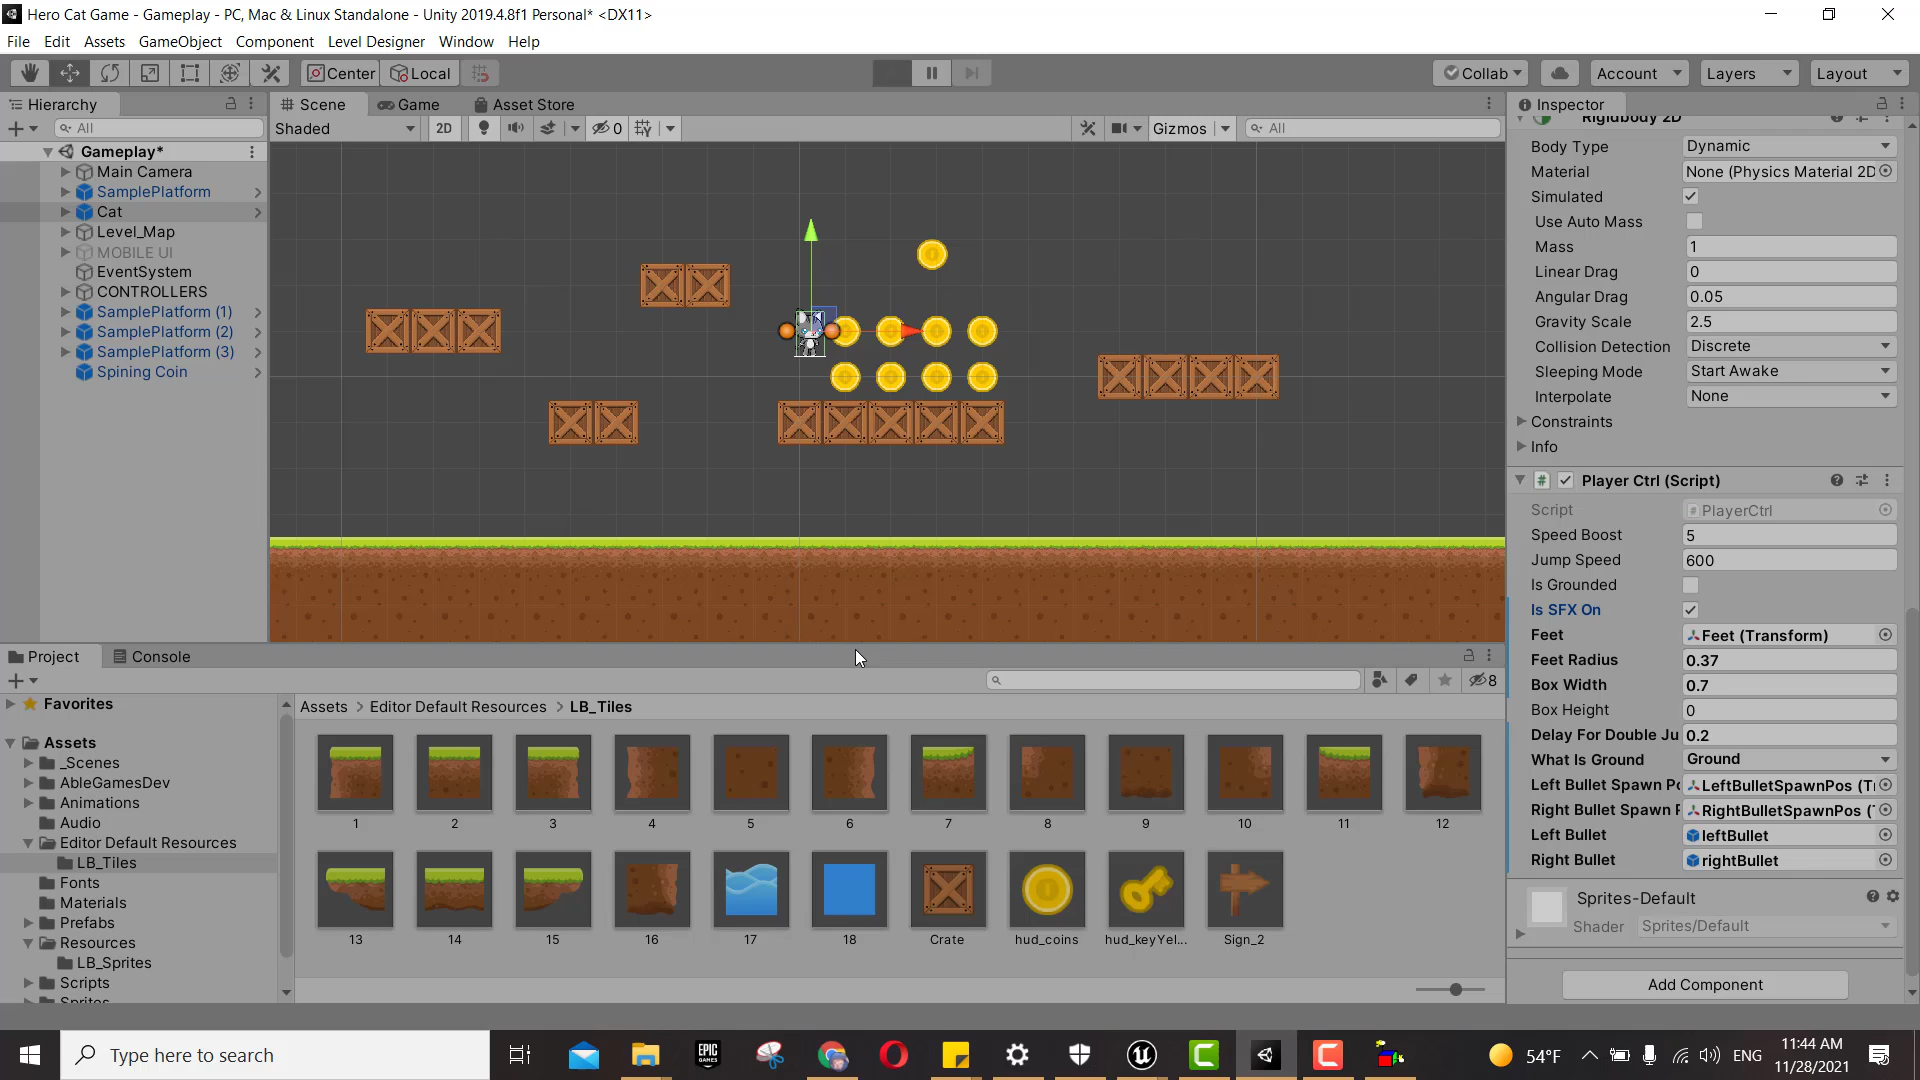 Hero Cat Game - Gameplay - PC, Mac & Linux Standalone - Unity 2019.4.8f1 Personal* <DX11>
File Edit Assets GameObject Component Level Designer Window Help
Center Local Collab Account Layers Layout
Hierarchy
All
Gameplay*
Main Camera
SamplePlatform
Cat
Level_Map
MOBILE UI
EventSystem
CONTROLLERS
SamplePlatform (1)
SamplePlatform (2)
SamplePlatform (3)
Spining Coin
Scene Game Asset Store
Shaded 2D 0 Gizmos All
Inspector
Rigidbody 2D
Body Type Dynamic
Material None (Physics Material 2D
Simulated
Use Auto Mass
Mass 1
Linear Drag 0
Angular Drag 0.05
Gravity Scale 2.5
Collision Detection Discrete
Sleeping Mode Start Awake
Interpolate None
Constraints
Info
# Player Ctrl (Script)
Script # PlayerCtrl
Speed Boost 5
Jump Speed 600
Is Grounded
Is SFX On
Feet Feet (Transform)
Feet Radius 0.37
Box Width 0.7
Box Height 0
Delay For Double Ju 0.2
What Is Ground Ground
Left Bullet Spawn Po LeftBulletSpawnPos (T
Right Bullet Spawn P RightBulletSpawnPos (
Left Bullet leftBullet
Right Bullet rightBullet
Sprites-Default
Shader Sprites/Default
Add Component
Project Console
8
Favorites
Assets
_Scenes
AbleGamesDev
Animations
Audio
Editor Default Resources
LB_Tiles
Fonts
Materials
Prefabs
Resources
LB_Sprites
Scripts
Sprites
Assets > Editor Default Resources > LB_Tiles
1 2 3 4 5 6 7 8 9 10 11 12
13 14 15 16 17 18 Crate hud_coins hud_keyYel... Sign_2
Type here to search
EPIC GAMES
54°F ENG
11:44 AM
11/28/2021